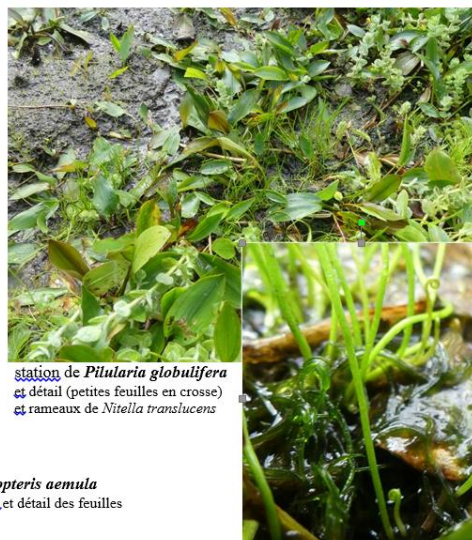 station de Pilularia globulifera
et détail (petites feuilles en crosse)
et rameaux de Nitella translucens
opteris aemula
,et détail des feuilles